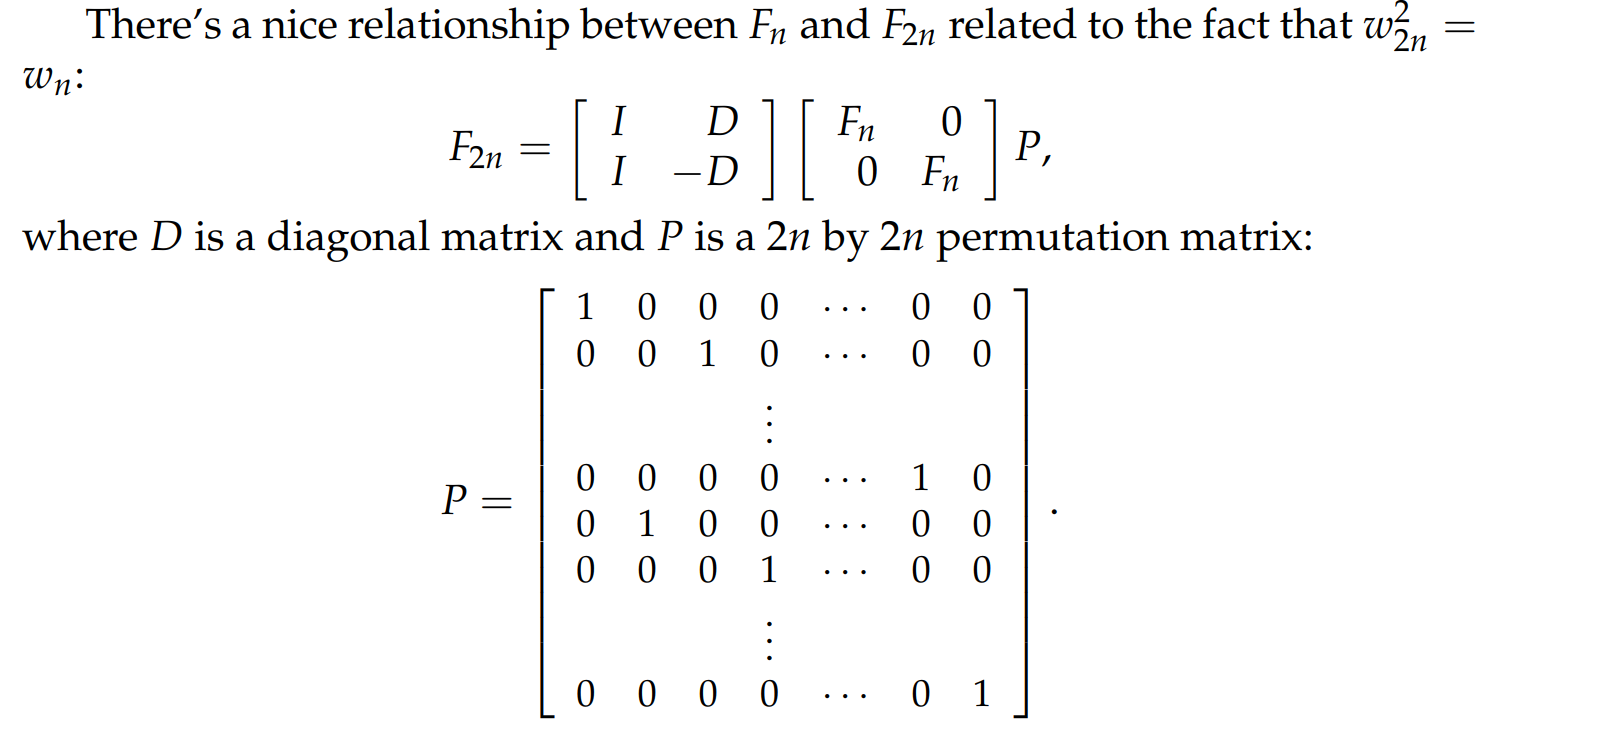 There's a nice relationship between Fₙ and F₂ₙ related to the fact that w²₂ₙ =
wₙ:
F₂ₙ = [ I D ; I −D ] [ Fₙ 0 ; 0 Fₙ ] P,
where D is a diagonal matrix and P is a 2n by 2n permutation matrix:
1 0 0 0 ⋯ 0 0
0 0 1 0 ⋯ 0 0
⋮
0 0 0 0 ⋯ 1 0
P = 0 1 0 0 ⋯ 0 0 .
0 0 0 1 ⋯ 0 0
⋮
0 0 0 0 ⋯ 0 1